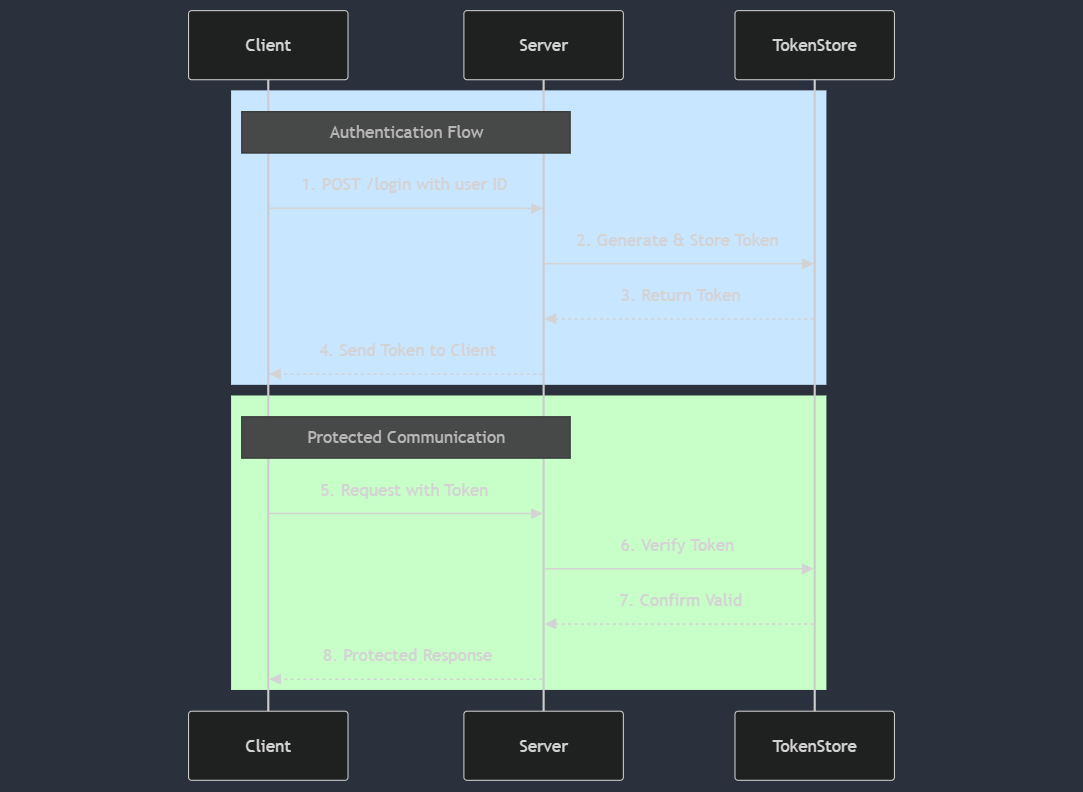 Client
Server
TokenStore
Authentication Flow
1. POST /login with user ID
2. Generate & Store Token
3. Return Token
4. Send Token to Client
Protected Communication
5. Request with Token
6. Verify Token
7. Confirm Valid
8. Protected Response
Client
Server
TokenStore